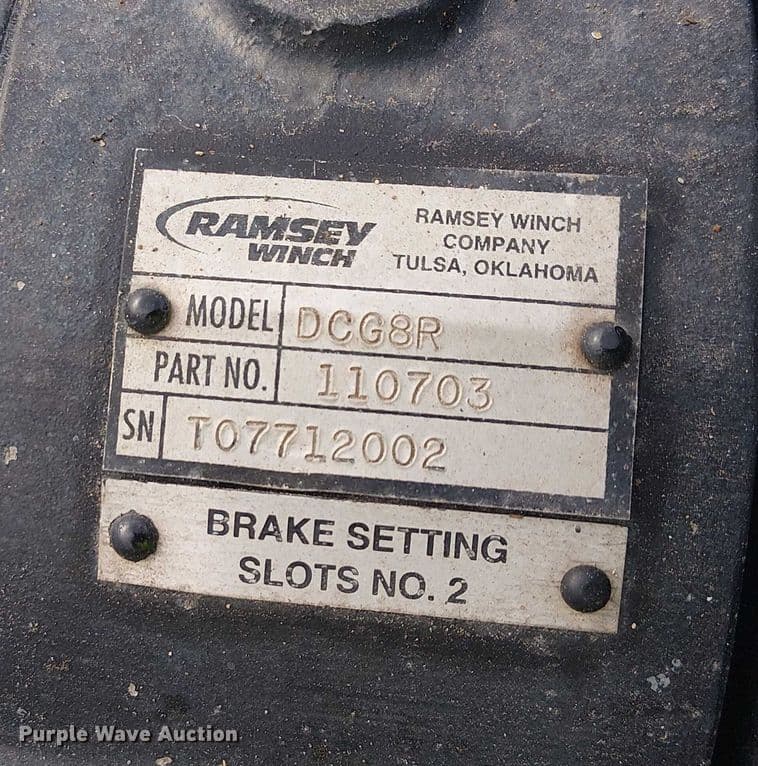 RAMSEY
WINCH
RAMSEY WINCH
COMPANY
TULSA, OKLAHOMA
MODEL DCG8R
PART NO. 110703
SN T07712002
BRAKE SETTING
SLOTS NO. 2
Purple Wave Auction